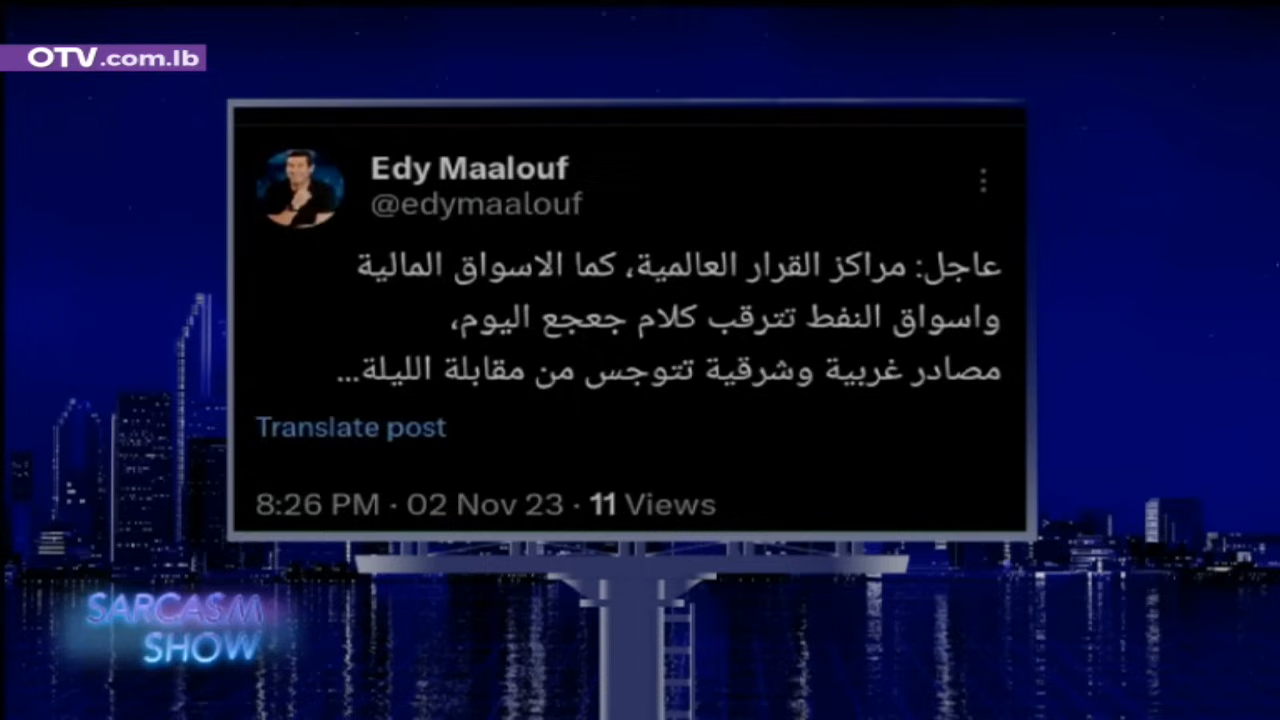 OTV.com.lb
Edy Maalouf
@edymaalouf
عاجل: مراكز القرار العالمية، كما الاسواق المالية
واسواق النفط تترقب كلام جعجع اليوم،
مصادر غربية وشرقية تتوجس من مقابلة الليلة...
Translate post
8:26 PM · 02 Nov 23 · 11 Views
SARCASM
SHOW